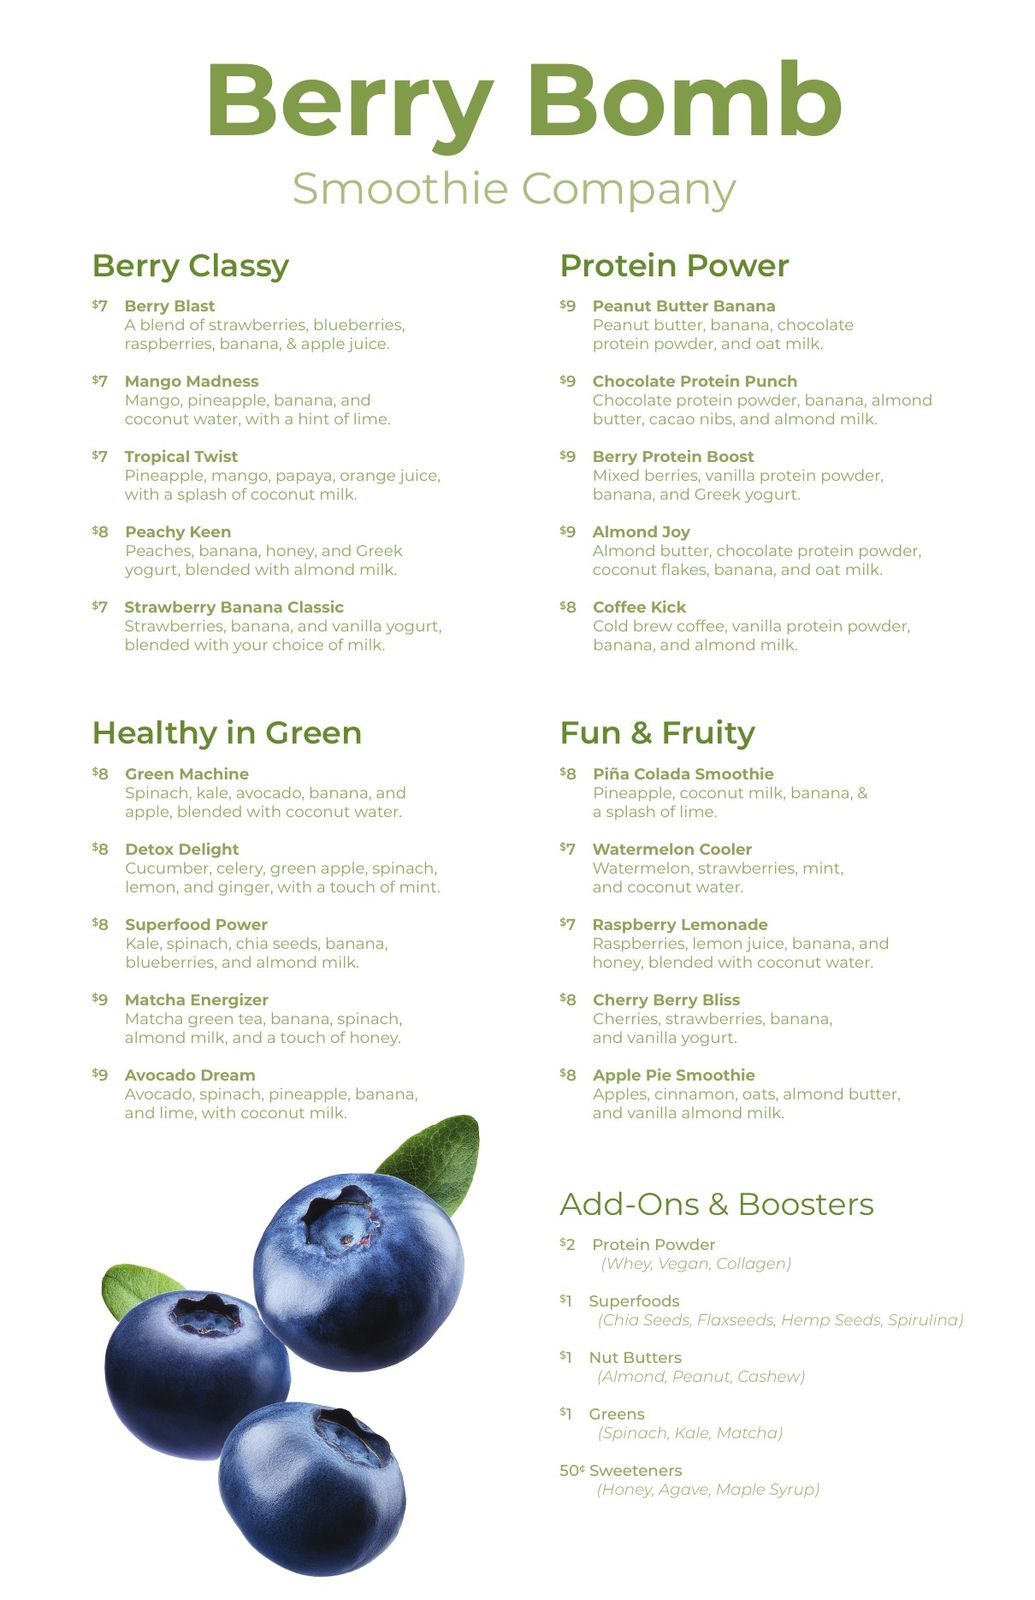 Berry Bomb
Smoothie Company
Berry Classy
$7 Berry Blast
A blend of strawberries, blueberries,
raspberries, banana, & apple juice.
$7 Mango Madness
Mango, pineapple, banana, and
coconut water, with a hint of lime.
$7 Tropical Twist
Pineapple, mango, papaya, orange juice,
with a splash of coconut milk.
$8 Peachy Keen
Peaches, banana, honey, and Greek
yogurt, blended with almond milk.
$7 Strawberry Banana Classic
Strawberries, banana, and vanilla yogurt,
blended with your choice of milk.
Protein Power
$9 Peanut Butter Banana
Peanut butter, banana, chocolate
protein powder, and oat milk.
$9 Chocolate Protein Punch
Chocolate protein powder, banana, almond
butter, cacao nibs, and almond milk.
$9 Berry Protein Boost
Mixed berries, vanilla protein powder,
banana, and Greek yogurt.
$9 Almond Joy
Almond butter, chocolate protein powder,
coconut flakes, banana, and oat milk.
$8 Coffee Kick
Cold brew coffee, vanilla protein powder,
banana, and almond milk.
Healthy in Green
$8 Green Machine
Spinach, kale, avocado, banana, and
apple, blended with coconut water.
$8 Detox Delight
Cucumber, celery, green apple, spinach,
lemon, and ginger, with a touch of mint.
$8 Superfood Power
Kale, spinach, chia seeds, banana,
blueberries, and almond milk.
$9 Matcha Energizer
Matcha green tea, banana, spinach,
almond milk, and a touch of honey.
$9 Avocado Dream
Avocado, spinach, pineapple, banana,
and lime, with coconut milk.
Fun & Fruity
$8 Piña Colada Smoothie
Pineapple, coconut milk, banana, &
a splash of lime.
$7 Watermelon Cooler
Watermelon, strawberries, mint,
and coconut water.
$7 Raspberry Lemonade
Raspberries, lemon juice, banana, and
honey, blended with coconut water.
$8 Cherry Berry Bliss
Cherries, strawberries, banana,
and vanilla yogurt.
$8 Apple Pie Smoothie
Apples, cinnamon, oats, almond butter,
and vanilla almond milk.
Add-Ons & Boosters
$2 Protein Powder
(Whey, Vegan, Collagen)
$1 Superfoods
(Chia Seeds, Flaxseeds, Hemp Seeds, Spirulina)
$1 Nut Butters
(Almond, Peanut, Cashew)
$1 Greens
(Spinach, Kale, Matcha)
50¢ Sweeteners
(Honey, Agave, Maple Syrup)